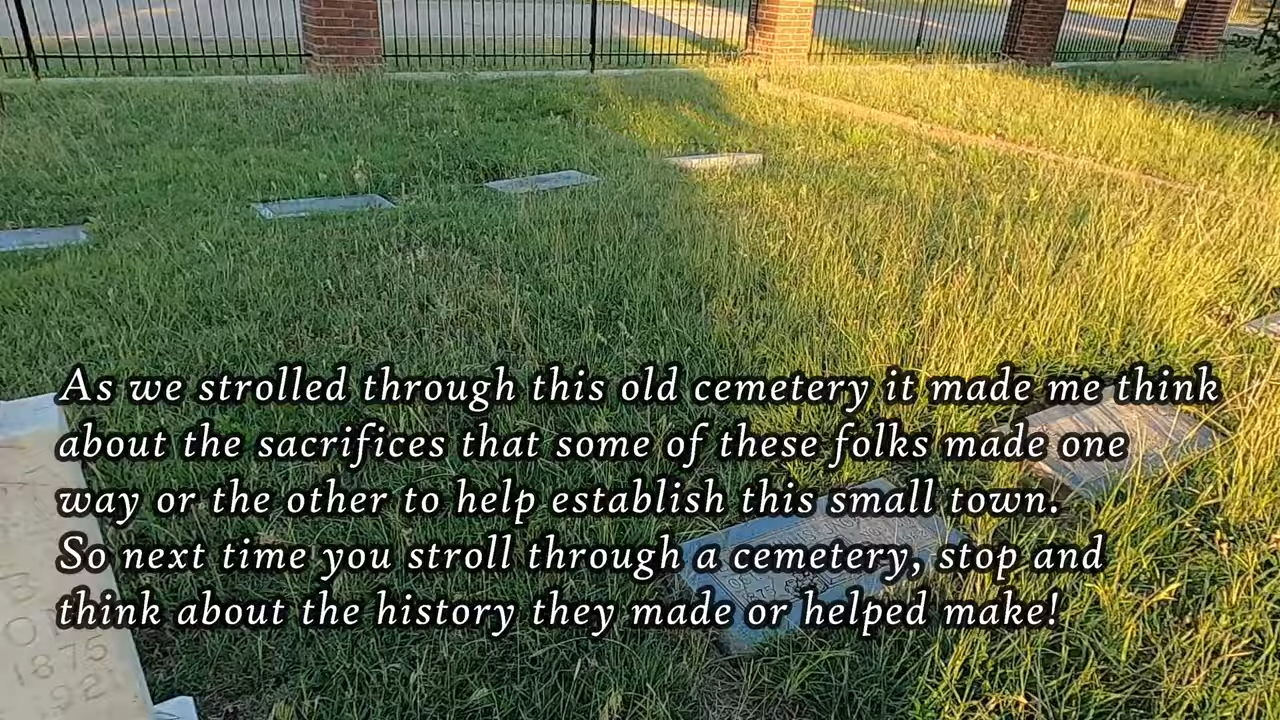 As we strolled through this old cemetery it made me think
about the sacrifices that some of these folks made one
way or the other to help establish this small town.
So next time you stroll through a cemetery, stop and
think about the history they made or helped make!
1875